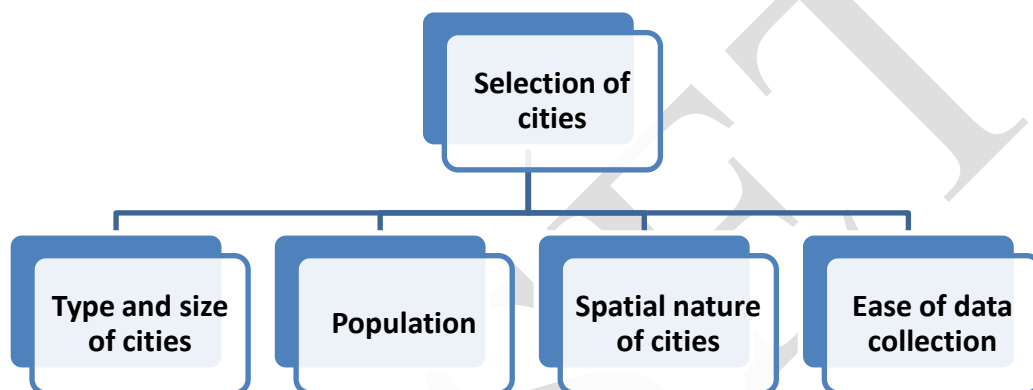 Selection of
cities
Type and size
of cities
Population
Spatial nature
of cities
Ease of data
collection